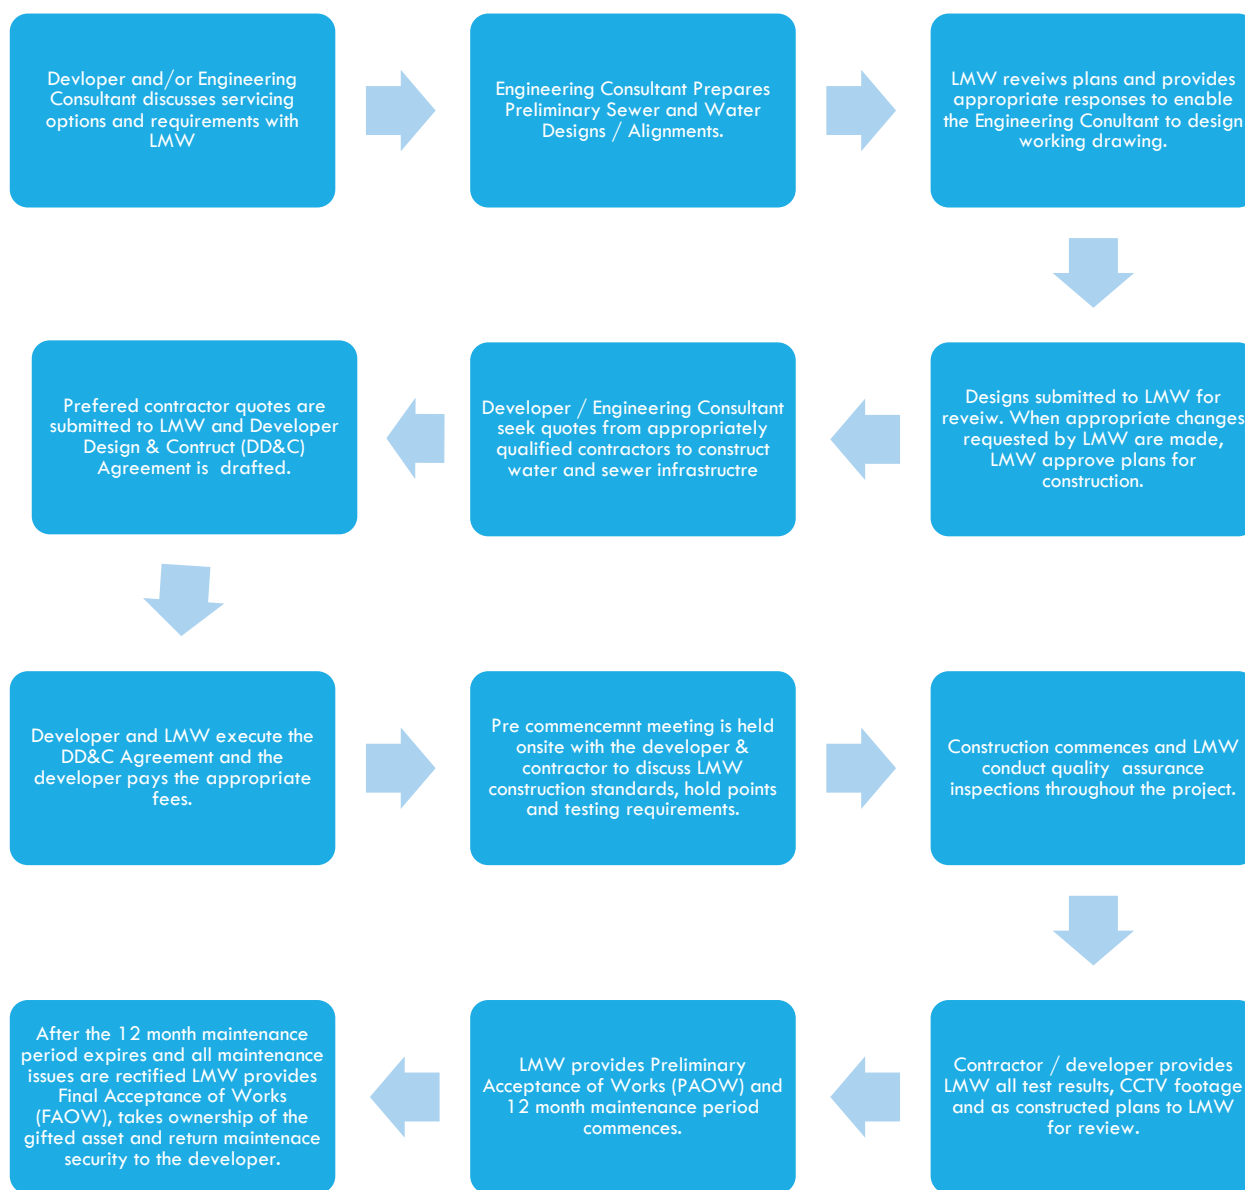 Devloper and/or Engineering
Consultant discusses servicing
options and requirements with
LMW
Engineering Consultant Prepares
Preliminary Sewer and Water
Designs / Alignments.
LMW reveiws plans and provides
appropriate responses to enable
the Engineering Conultant to design
working drawing.
Designs submitted to LMW for
reveiw. When appropriate changes
requested by LMW are made,
LMW approve plans for
construction.
Developer / Engineering Consultant
seek quotes from appropriately
qualified contractors to construct
water and sewer infrastructre
Prefered contractor quotes are
submitted to LMW and Developer
Design & Contruct (DD&C)
Agreement is drafted.
Developer and LMW execute the
DD&C Agreement and the
developer pays the appropriate
fees.
Pre commencemnt meeting is held
onsite with the developer &
contractor to discuss LMW
construction standards, hold points
and testing requirements.
Construction commences and LMW
conduct quality assurance
inspections throughout the project.
Contractor / developer provides
LMW all test results, CCTV footage
and as constructed plans to LMW
for review.
LMW provides Preliminary
Acceptance of Works (PAOW) and
12 month maintenance period
commences.
After the 12 month maintenance
period expires and all maintenance
issues are rectified LMW provides
Final Acceptance of Works
(FAOW), takes ownership of the
gifted asset and return maintenace
security to the developer.